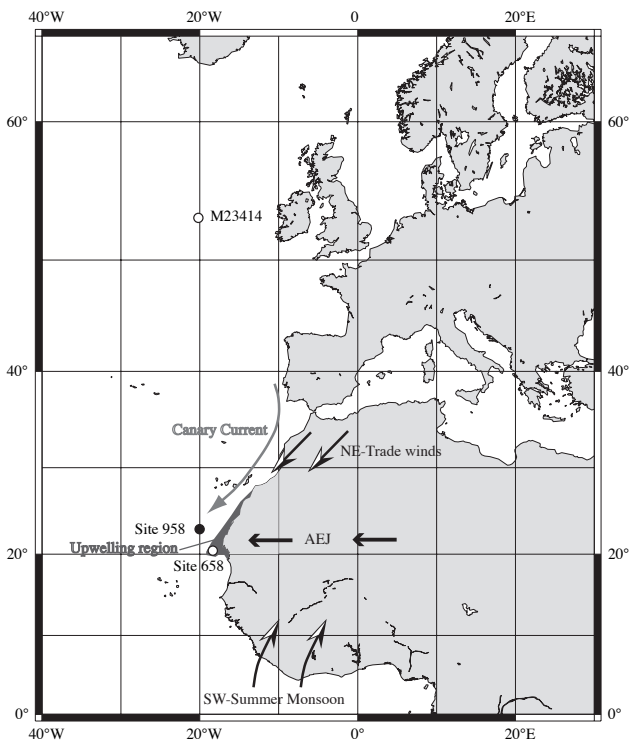 40°W 20°W 0 20°E
60° 60°
M23414
40° 40°
Canary Current
NE-Trade winds
Site 958
Upwelling region
AEJ
20° 20°
Site 658
SW-Summer Monsoon
0° 0°
40°W 20°W 0° 20°E